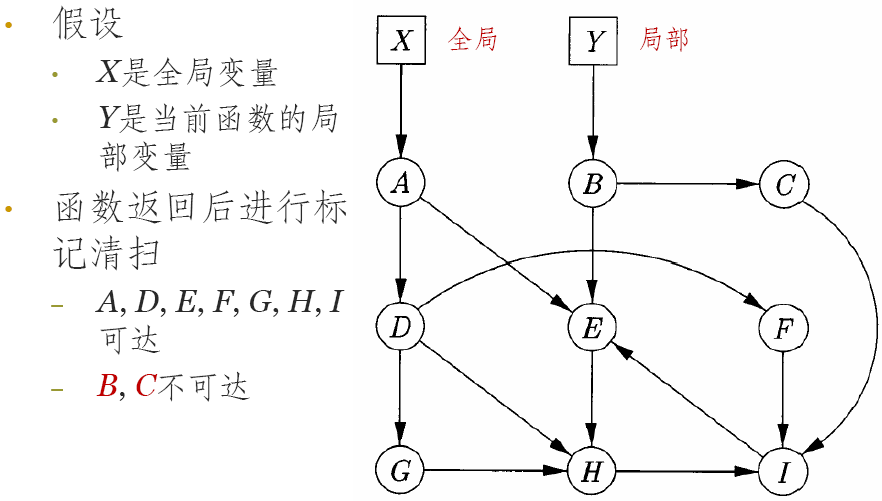 • 假设
• X是全局变量
• Y是当前函数的局
部变量
• 函数返回后进行标
记清扫
– A, D, E, F, G, H, I
可达
– B, C不可达
X 全局 Y 局部
A B C
D E F
G H I